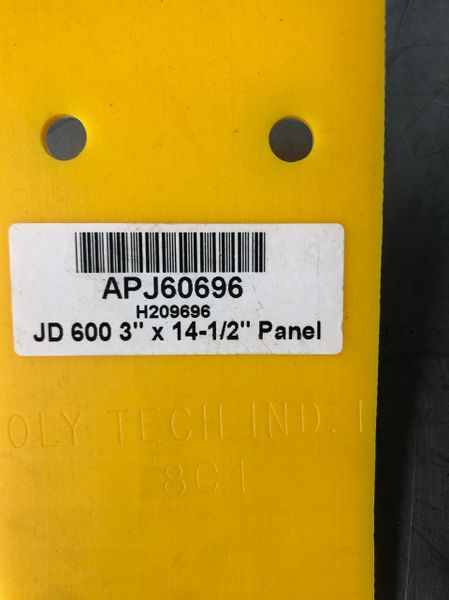 APJ60696
H209696
JD 600 3" x 14-1/2" Panel
OLY TECH IND. I
8C1